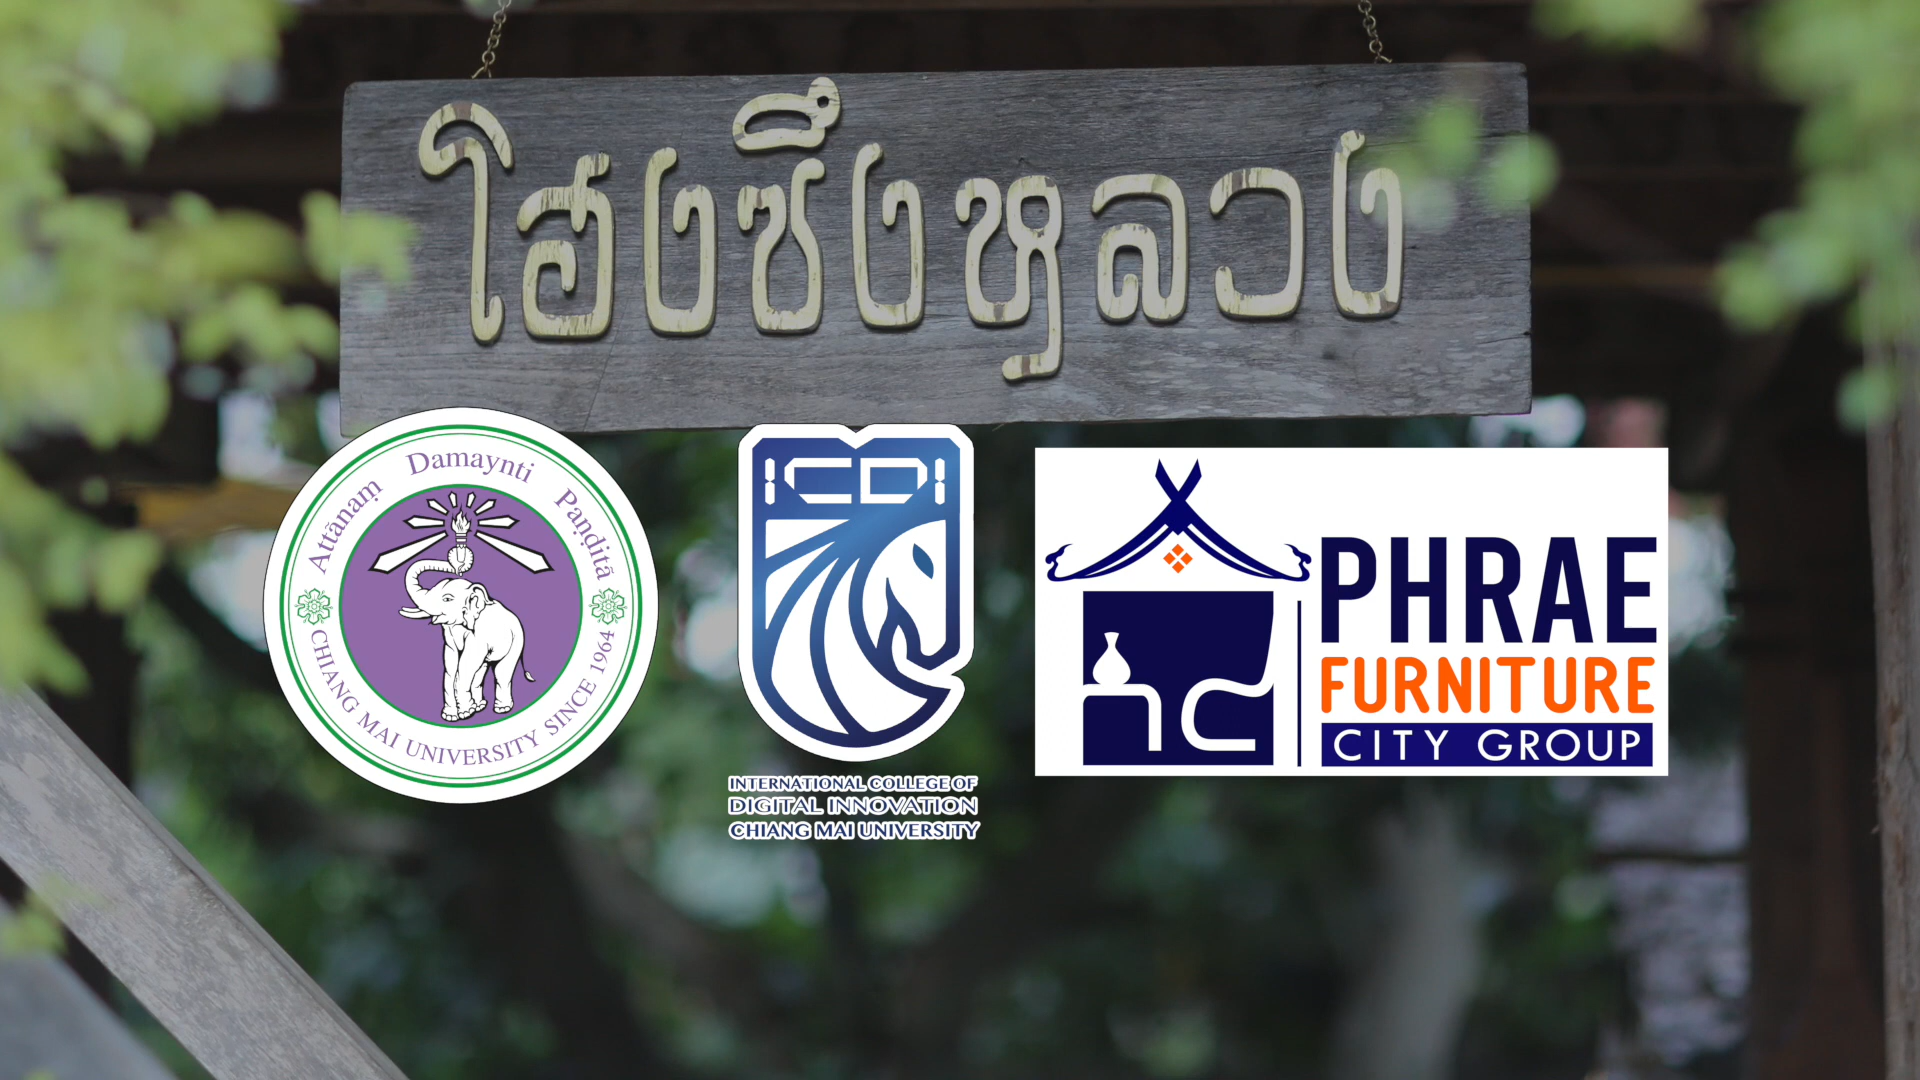 โฮงซึงหลวง
Attānaṃ Damaynti Paṇḍitā
CHIANG MAI UNIVERSITY SINCE 1964
ICDI
INTERNATIONAL COLLEGE OF
DIGITAL INNOVATION
CHIANG MAI UNIVERSITY
PHRAE
FURNITURE
CITY GROUP